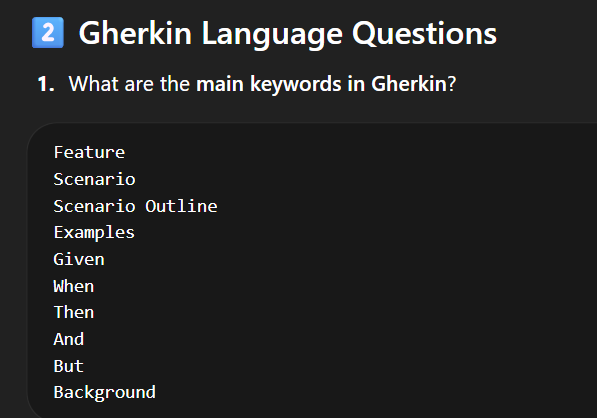 2 Gherkin Language Questions
1. What are the main keywords in Gherkin?
Feature
Scenario
Scenario Outline
Examples
Given
When
Then
And
But
Background